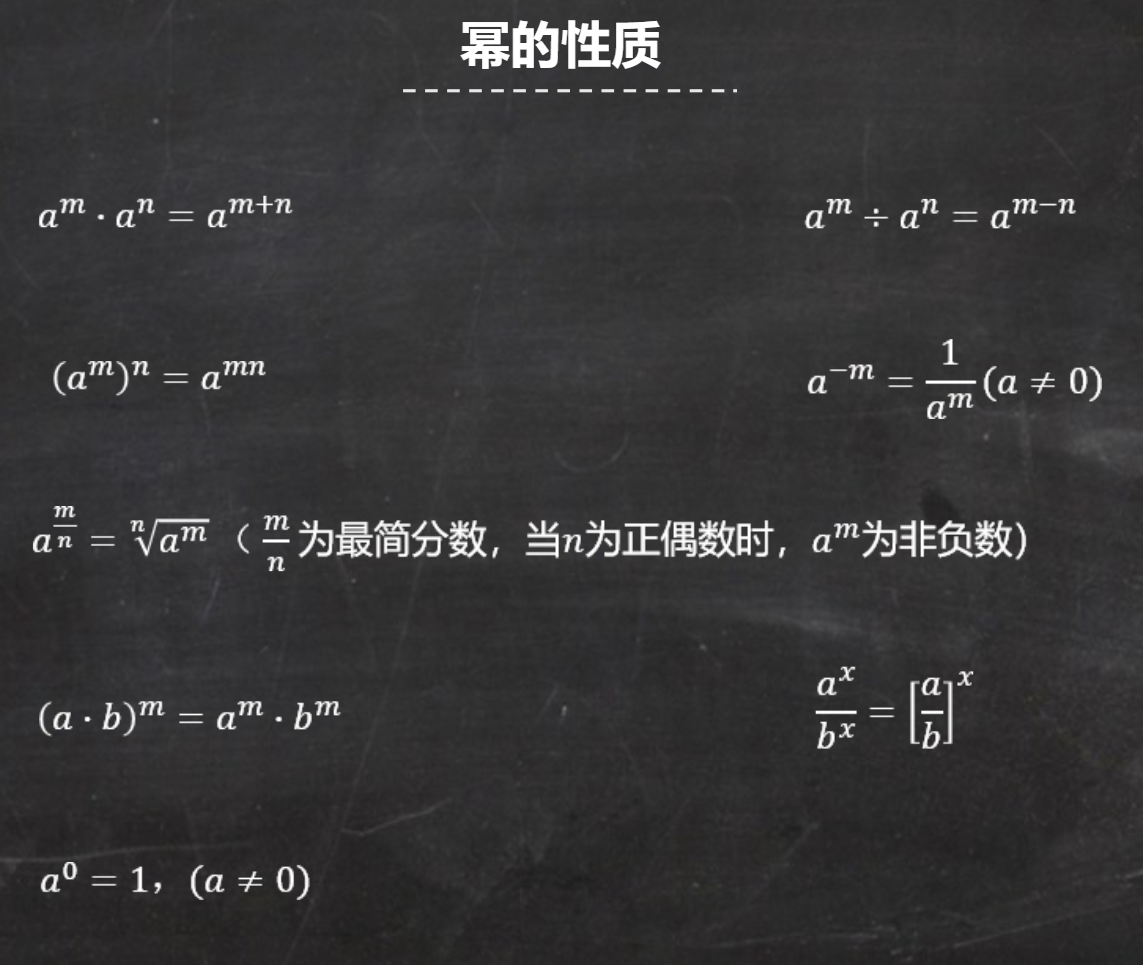 幂的性质
$a^m \cdot a^n = a^{m+n}$
$a^m \div a^n = a^{m-n}$
$(a^m)^n = a^{mn}$
$a^{-m} = \frac{1}{a^m} (a \neq 0)$
$a^{\frac{m}{n}} = \sqrt[n]{a^m}$（$\frac{m}{n}$为最简分数，当$n$为正偶数时，$a^m$为非负数）
$(a \cdot b)^m = a^m \cdot b^m$
$\frac{a^x}{b^x} = \left[\frac{a}{b}\right]^x$
$a^0 = 1，(a \neq 0)$